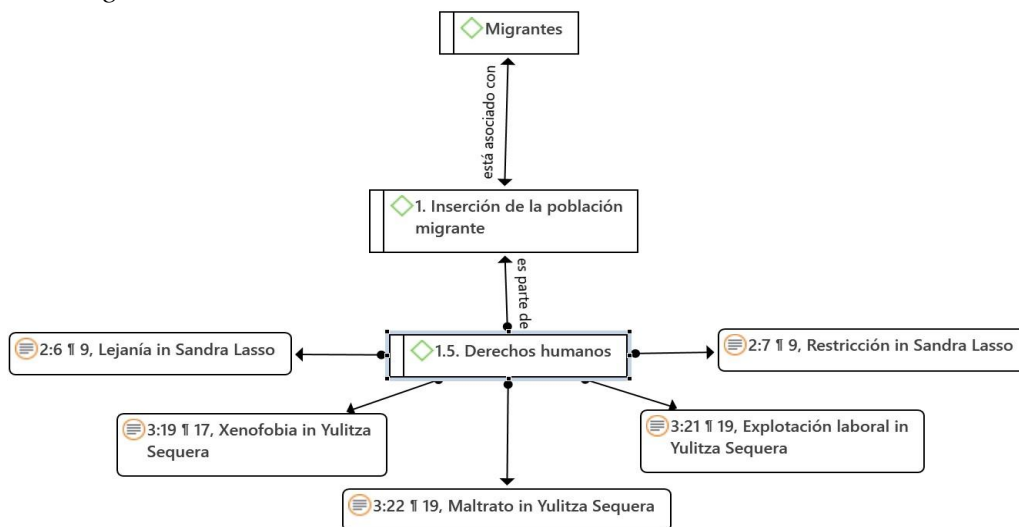 Migrantes
está asociado con
1. Inserción de la población
migrante
es parte de
2:6 ¶ 9, Lejanía in Sandra Lasso
1.5. Derechos humanos
2:7 ¶ 9, Restricción in Sandra Lasso
3:19 ¶ 17, Xenofobia in Yulitza
Sequera
3:21 ¶ 19, Explotación laboral in
Yulitza Sequera
3:22 ¶ 19, Maltrato in Yulitza Sequera